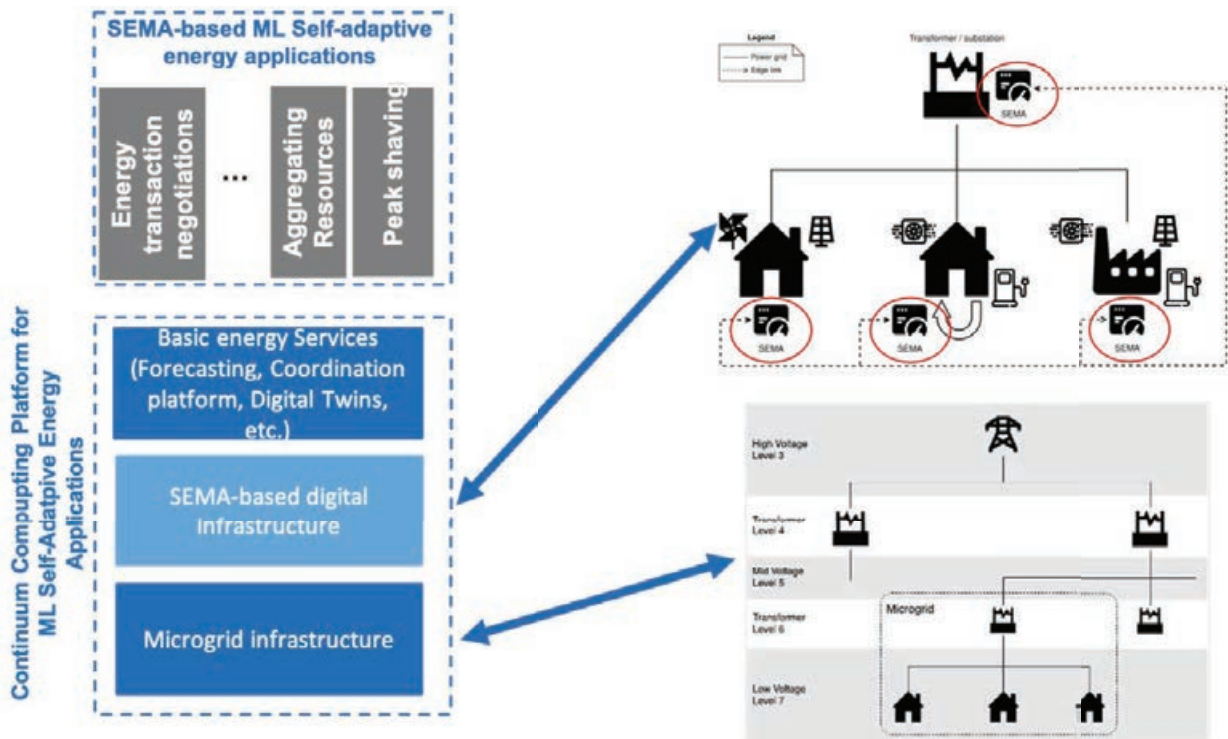 SEMA-based ML Self-adaptive
energy applications
Energy
transaction
negotiations
...
Aggregating
Resources
Peak shaving
Continuum Compupting Platform for
ML Self-Adatpive Energy
Applications
Basic energy Services
(Forecasting, Coordination
platform, Digital Twins,
etc.)
SEMA-based digital
infrastructure
Microgrid infrastructure
Legend
Power grid
Edge link
Transformer / substation
SEMA
SEMA
SEMA
SEMA
High Voltage
Level 3
Transformer
Level 4
Mid Voltage
Level 5
Transformer
Level 6
Microgrid
Low Voltage
Level 7